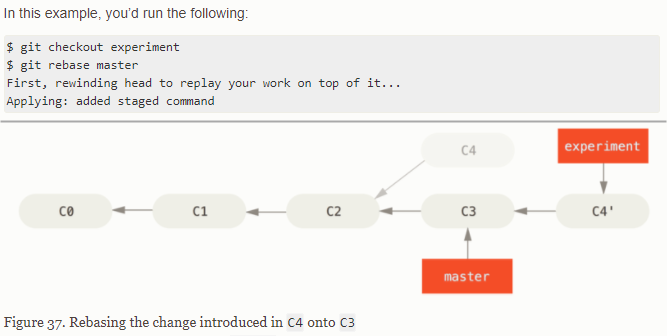 In this example, you'd run the following:
$ git checkout experiment
$ git rebase master
First, rewinding head to replay your work on top of it...
Applying: added staged command
C4
experiment
C0
C1
C2
C3
C4'
master
Figure 37. Rebasing the change introduced in C4 onto C3